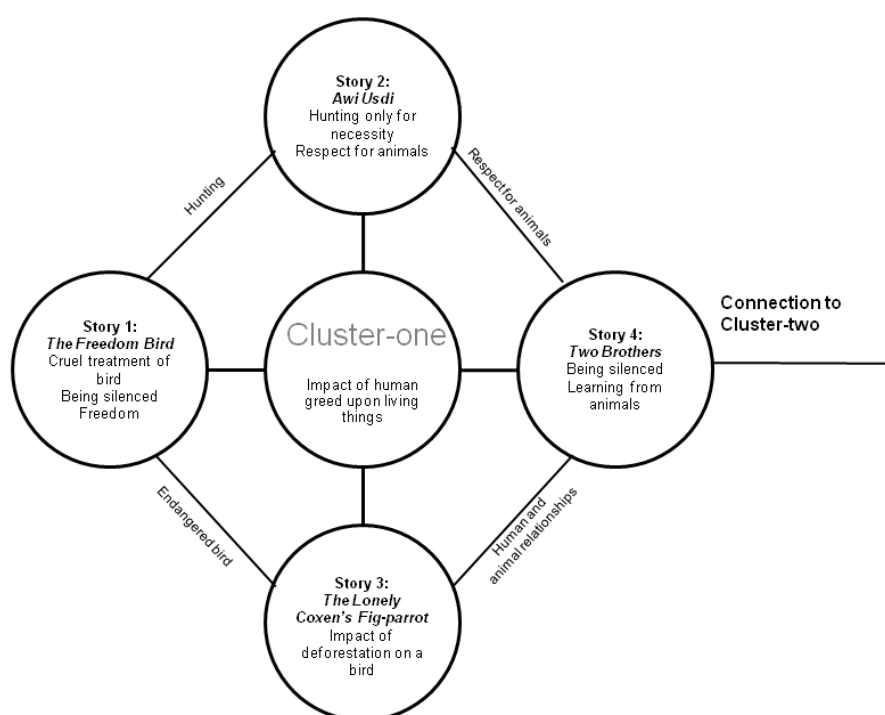 Story 2:
Awi Usdi
Hunting only for
necessity
Respect for animals
Hunting
Respect for animals
Story 1:
The Freedom Bird
Cruel treatment of
bird
Being silenced
Freedom
Cluster-one
Impact of human
greed upon living
things
Story 4:
Two Brothers
Being silenced
Learning from
animals
Connection to
Cluster-two
Endangered bird
Human and
animal relationships
Story 3:
The Lonely
Coxen's Fig-parrot
Impact of
deforestation on a
bird